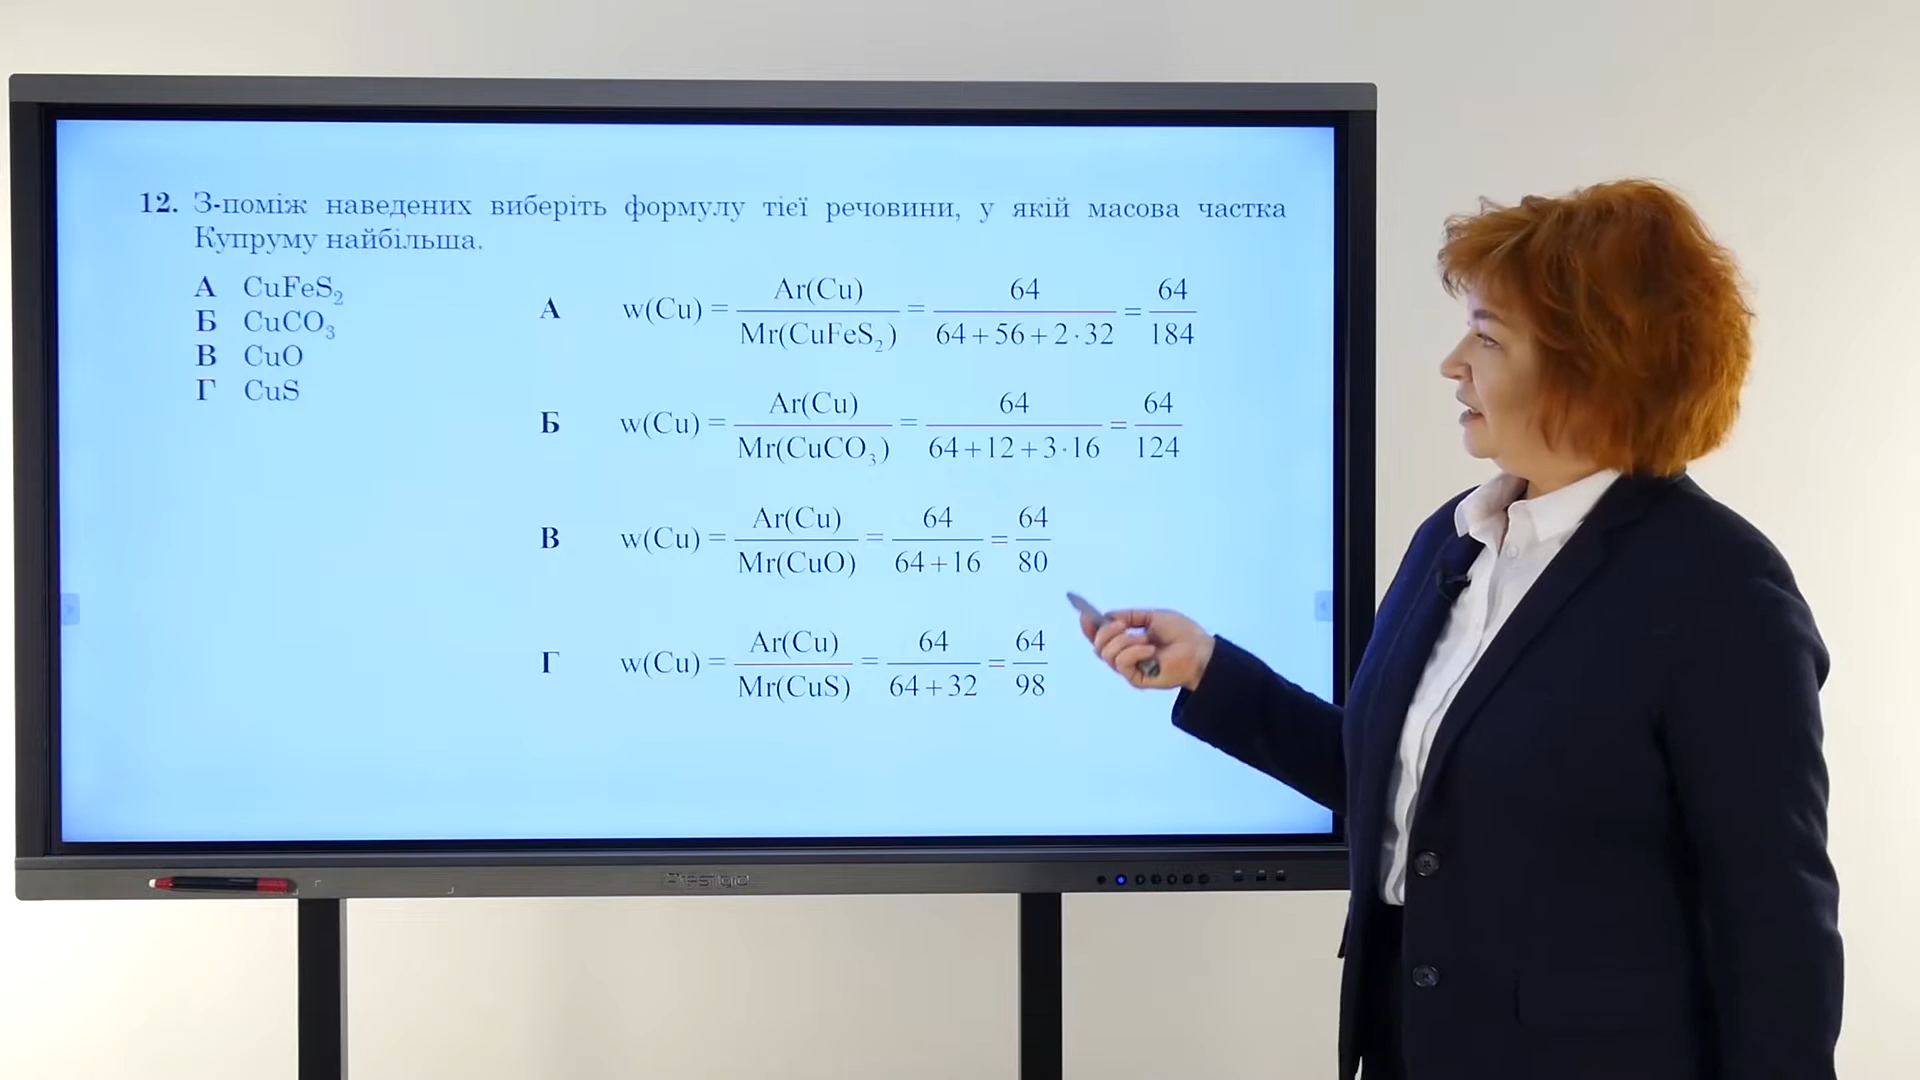 12. З-поміж наведених виберіть формулу тієї речовини, у якій масова частка
Купруму найбільша.
А CuFeS₂
Б CuCO₃
В CuO
Г CuS
А w(Cu) = Ar(Cu) / Mr(CuFeS₂) = 64 / 64+56+2·32 = 64 / 184
Б w(Cu) = Ar(Cu) / Mr(CuCO₃) = 64 / 64+12+3·16 = 64 / 124
В w(Cu) = Ar(Cu) / Mr(CuO) = 64 / 64+16 = 64 / 80
Г w(Cu) = Ar(Cu) / Mr(CuS) = 64 / 64+32 = 64 / 98
Prestigio